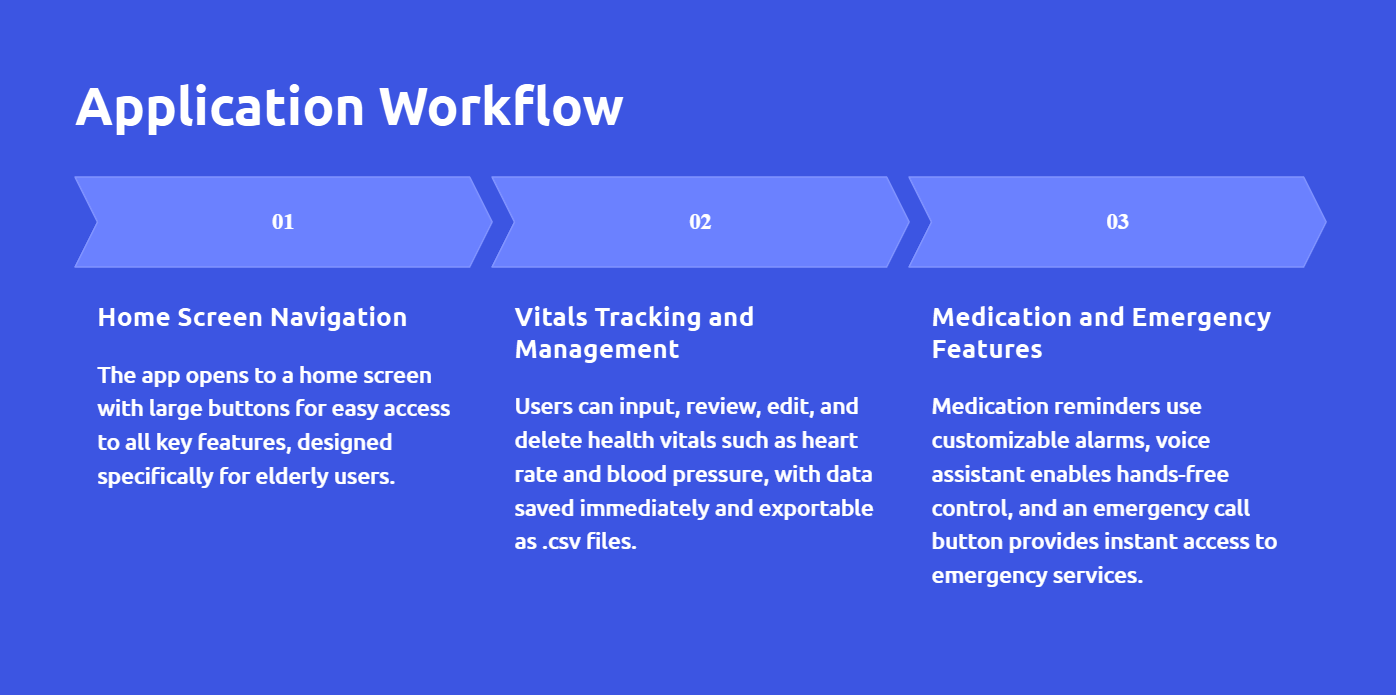 Application Workflow
01
02
03
Home Screen Navigation
The app opens to a home screen
with large buttons for easy access
to all key features, designed
specifically for elderly users.
Vitals Tracking and
Management
Users can input, review, edit, and
delete health vitals such as heart
rate and blood pressure, with data
saved immediately and exportable
as .csv files.
Medication and Emergency
Features
Medication reminders use
customizable alarms, voice
assistant enables hands-free
control, and an emergency call
button provides instant access to
emergency services.